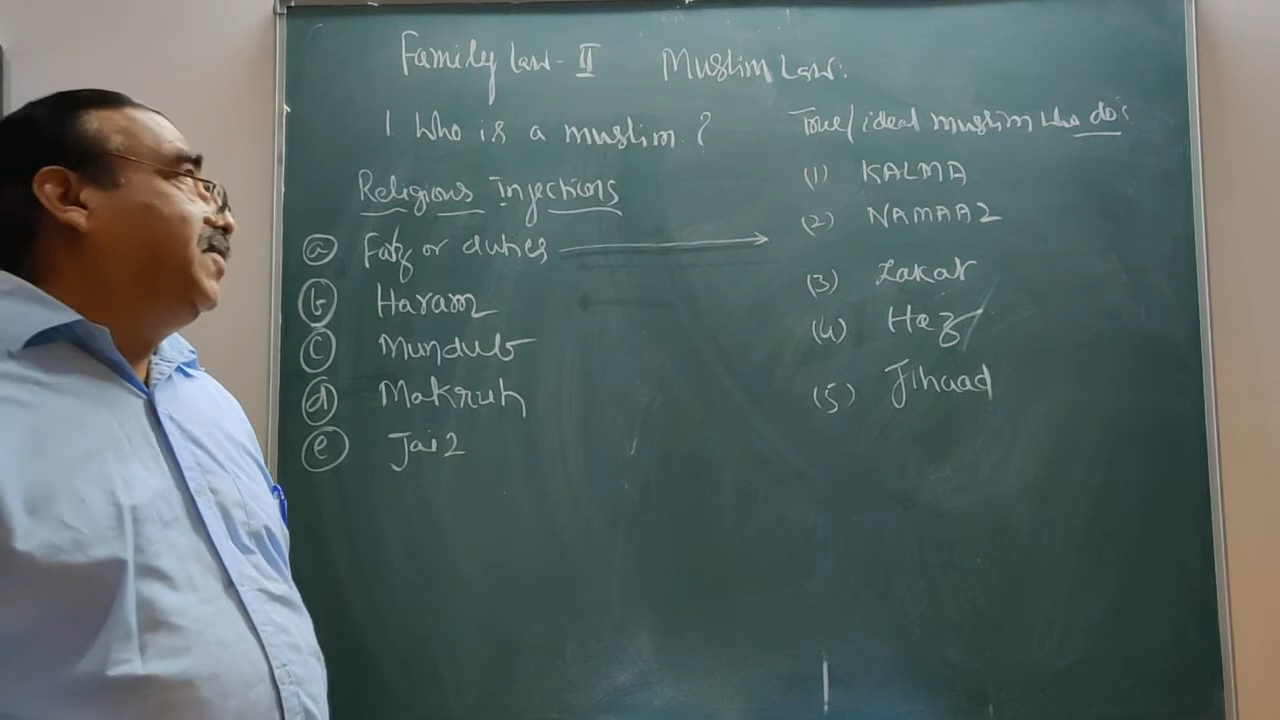 Family Law - II Muslim Law:
1. Who is a muslim?
Religious Injections
(a) Farz or duties
(b) Haram
(c) Mundub
(d) Makruh
(e) Jaiz
True/ideal muslim who do:
(1) KALMA
(2) NAMAAZ
(3) Zakat
(4) Haz
(5) Jihaad